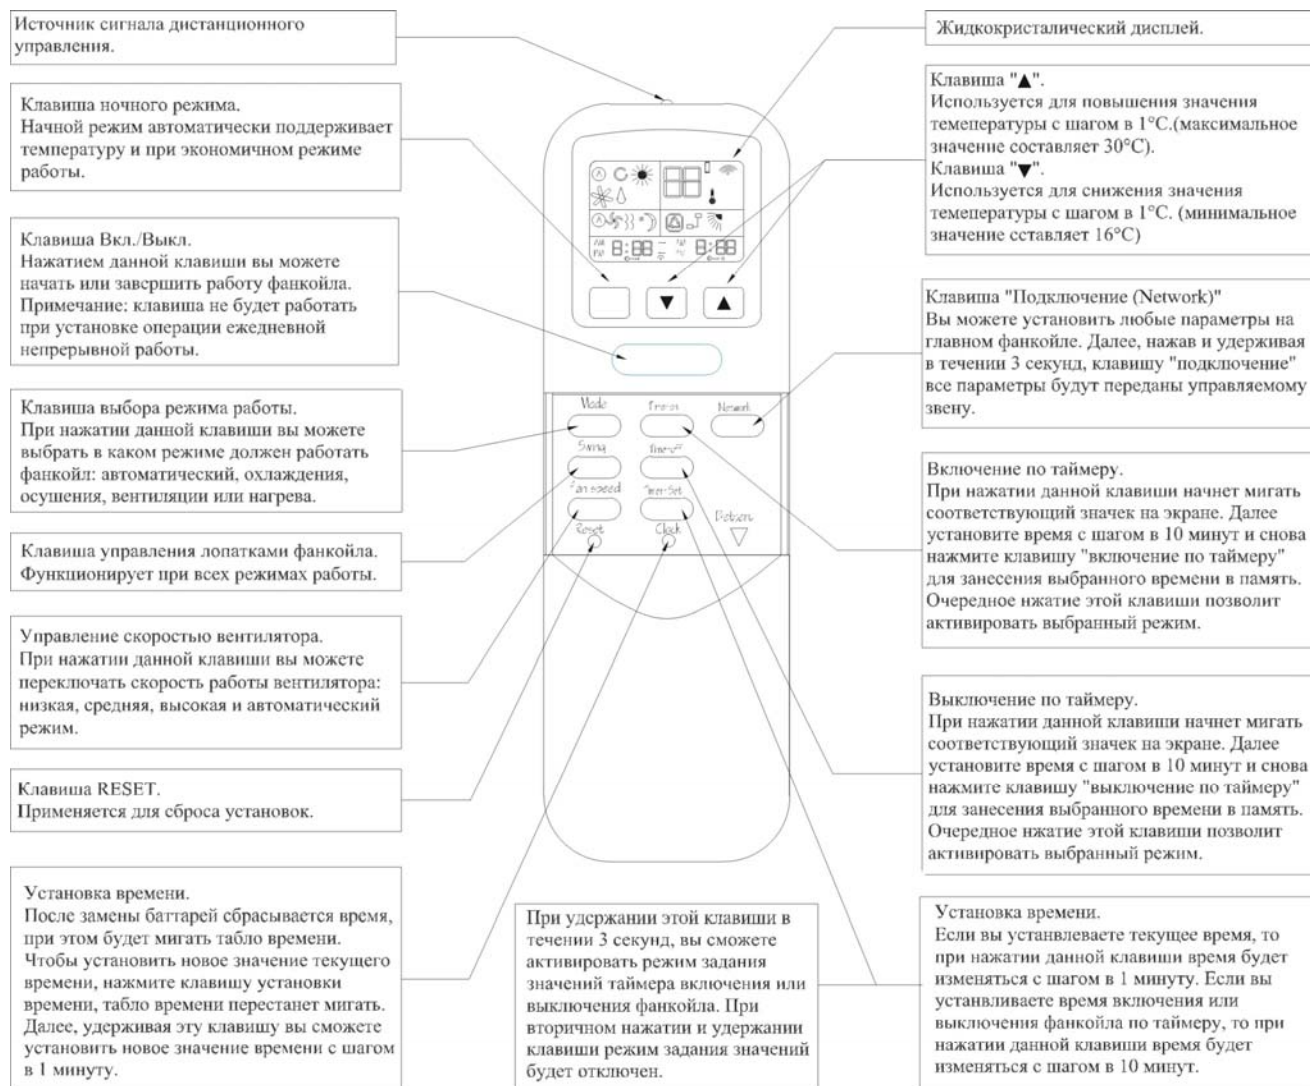 Источник сигнала дистанционного
управления.
Клавиша ночного режима.
Начной режим автоматически поддерживает
температуру и при экономичном режиме
работы.
Клавиша Вкл./Выкл.
Нажатием данной клавиши вы можете
начать или завершить работу фанкойла.
Примечание: клавиша не будет работать
при установке операции ежедневной
непрерывной работы.
Клавиша выбора режима работы.
При нажатии данной клавиши вы можете
выбрать в каком режиме должен работать
фанкойл: автоматический, охлаждения,
осушения, вентиляции или нагрева.
Клавиша управления лопатками фанкойла.
Функционирует при всех режимах работы.
Управление скоростью вентилятора.
При нажатии данной клавиши вы можете
переключать скорость работы вентилятора:
низкая, средняя, высокая и автоматический
режим.
Клавиша RESET.
Применяется для сброса установок.
Установка времени.
После замены баттарей сбрасывается время,
при этом будет мигать табло времени.
Чтобы установить новое значение текущего
времени, нажмите клавишу установки
времени, табло времени перестанет мигать.
Далее, удерживая эту клавишу вы сможете
установить новое значение времени с шагом
в 1 минуту.
▼ ▲
Mode
Swing
Fan speed
Reset Clock
При удержании этой клавиши в
течении 3 секунд, вы сможете
активировать режим задания
значений таймера включения или
выключения фанкойла. При
вторичном нажатии и удержании
клавиши режим задания значений
будет отключен.
Жидкокристалический дисплей.
Клавиша "▲".
Используется для повышения значения
темепературы с шагом в 1°C.(максимальное
значение составляет 30°C).
Клавиша "▼".
Используется для снижения значения
темепературы с шагом в 1°C. (минимальное
значение сставляет 16°C)
Клавиша "Подключение (Network)"
Вы можете установить любые параметры на
главном фанкойле. Далее, нажав и удерживая
в течении 3 секунд, клавишу "подключение"
все параметры будут переданы управляемому
звену.
Включение по таймеру.
При нажатии данной клавиши начнет мигать
соответствующий значек на экране. Далее
установите время с шагом в 10 минут и снова
нажмите клавишу "включение по таймеру"
для занесения выбранного времени в память.
Очередное нжатие этой клавиши позволит
активировать выбранный режим.
Выключение по таймеру.
При нажатии данной клавиши начнет мигать
соответствующий значек на экране. Далее
установите время с шагом в 10 минут и снова
нажмите клавишу "выключение по таймеру"
для занесения выбранного времени в память.
Очередное нжатие этой клавиши позволит
активировать выбранный режим.
Установка времени.
Если вы устанвлеваете текущее время, то
при нажатии данной клавиши время будет
изменяться с шагом в 1 минуту. Если вы
устанвливаете время включения или
выключения фанкойла по таймеру, то при
нажатии данной клавиши время будет
изменяться с шагом в 10 минут.